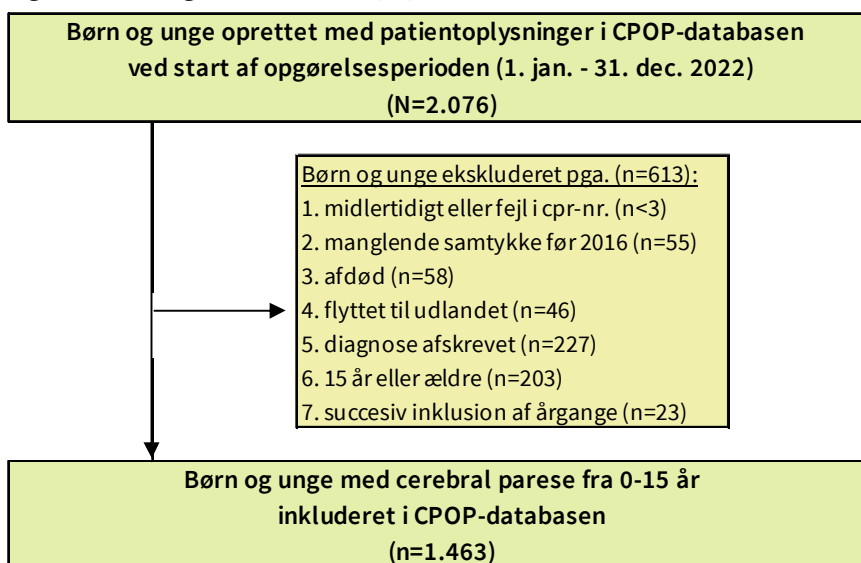 Børn og unge oprettet med patientoplysninger i CPOP-databasen
ved start af opgørelsesperioden (1. jan. - 31. dec. 2022)
(N=2.076)
Børn og unge ekskluderet pga. (n=613):
1. midlertidigt eller fejl i cpr-nr. (n<3)
2. manglende samtykke før 2016 (n=55)
3. afdød (n=58)
4. flyttet til udlandet (n=46)
5. diagnose afskrevet (n=227)
6. 15 år eller ældre (n=203)
7. succesiv inklusion af årgange (n=23)
Børn og unge med cerebral parese fra 0-15 år
inkluderet i CPOP-databasen
(n=1.463)